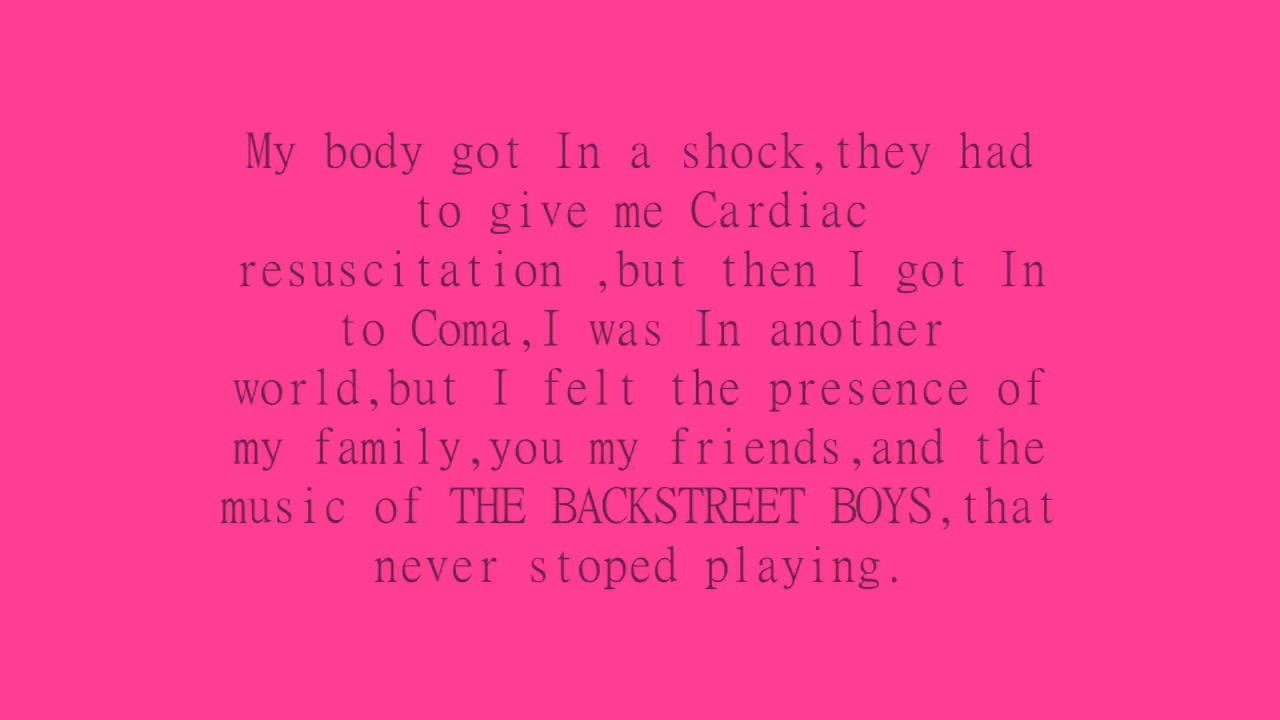 My body got In a shock,they had
to give me Cardiac
resuscitation ,but then I got In
to Coma,I was In another
world,but I felt the presence of
my family,you my friends,and the
music of THE BACKSTREET BOYS,that
never stoped playing.